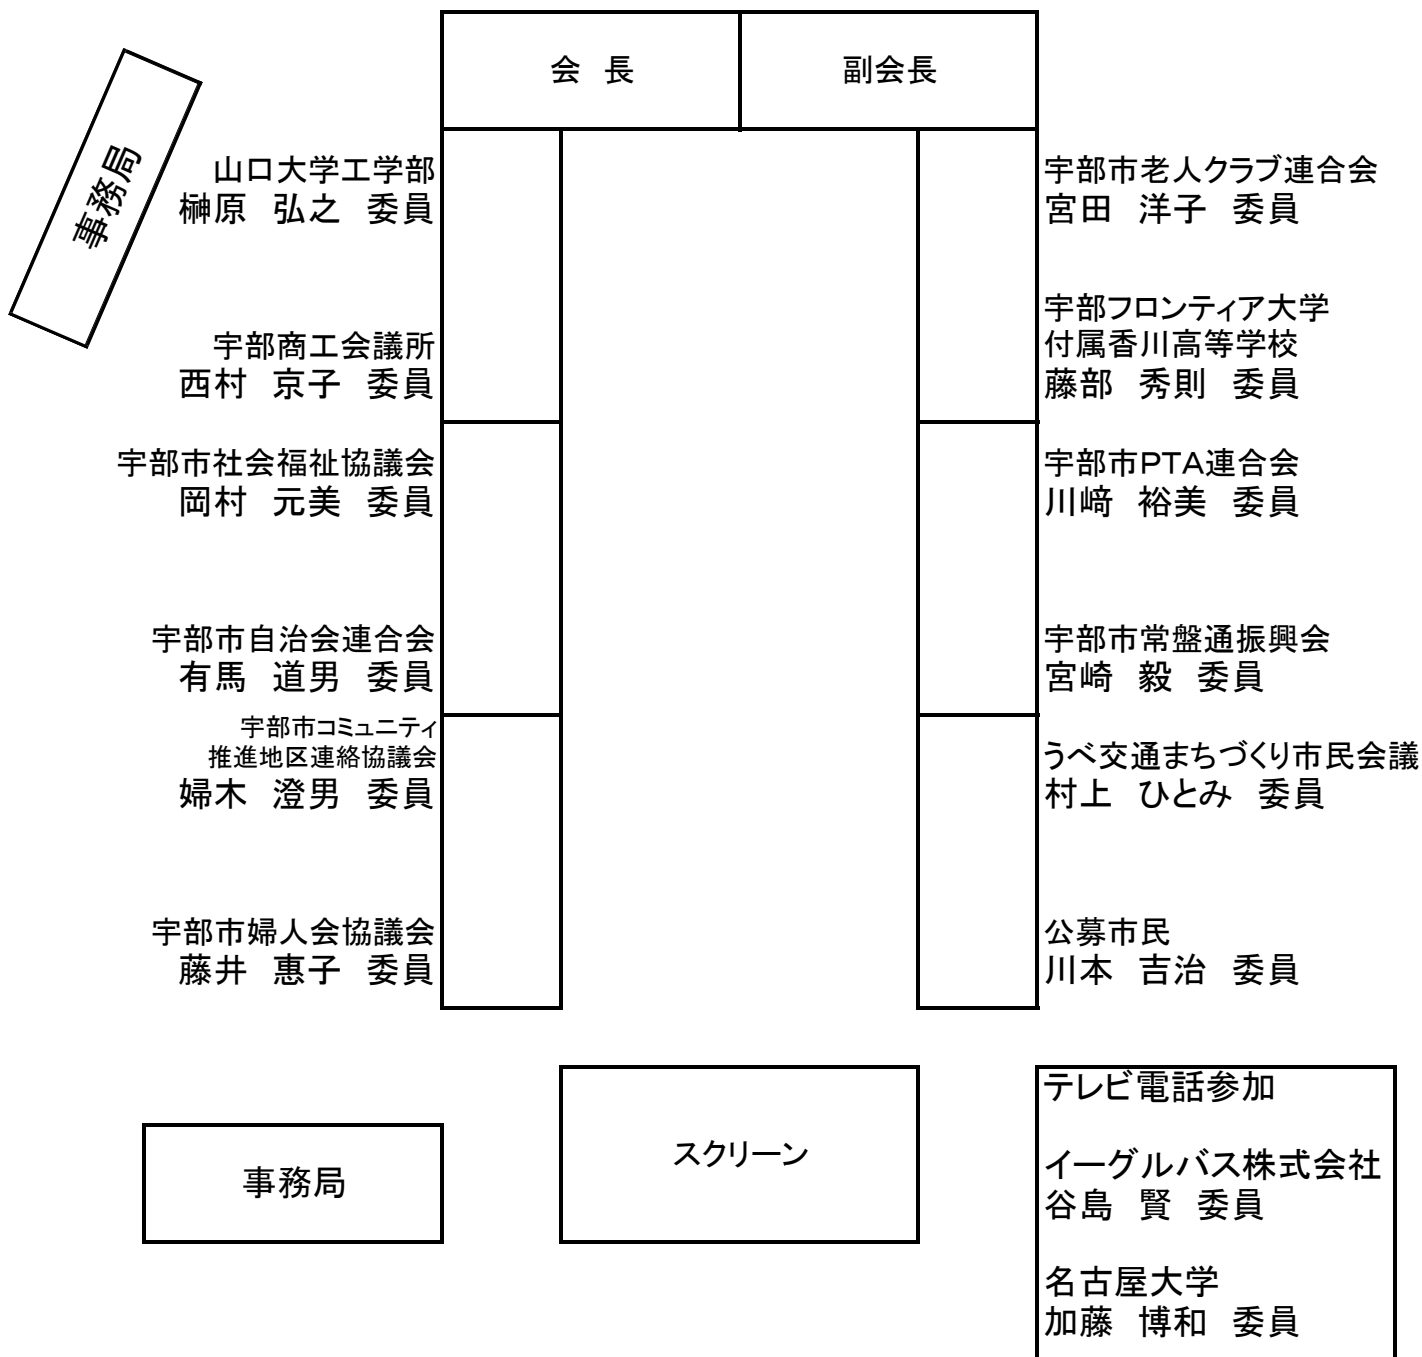 会　長
副会長
事務局
山口大学工学部
榊原　弘之　委員
宇部商工会議所
西村　京子　委員
宇部市社会福祉協議会
岡村　元美　委員
宇部市自治会連合会
有馬　道男　委員
宇部市コミュニティ
推進地区連絡協議会
婦木　澄男　委員
宇部市婦人会協議会
藤井　惠子　委員
宇部市老人クラブ連合会
宮田　洋子　委員
宇部フロンティア大学
付属香川高等学校
藤部　秀則　委員
宇部市PTA連合会
川﨑　裕美　委員
宇部市常盤通振興会
宮崎　毅　委員
うべ交通まちづくり市民会議
村上　ひとみ　委員
公募市民
川本　吉治　委員
事務局
スクリーン
テレビ電話参加
イーグルバス株式会社
谷島　賢　委員
名古屋大学
加藤　博和　委員